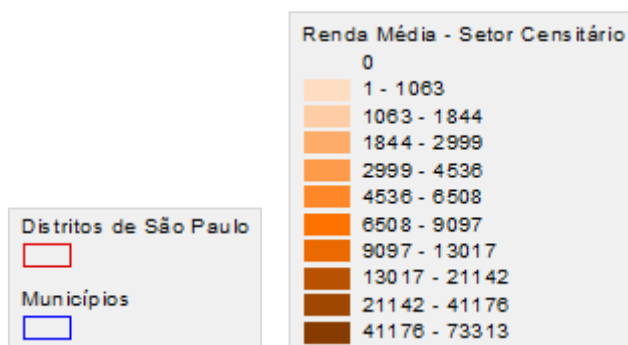 Renda Média - Setor Censitário
0
1 - 1063
1063 - 1844
1844 - 2999
2999 - 4536
4536 - 6508
6508 - 9097
9097 - 13017
13017 - 21142
21142 - 41176
41176 - 73313
Distritos de São Paulo
Municípios